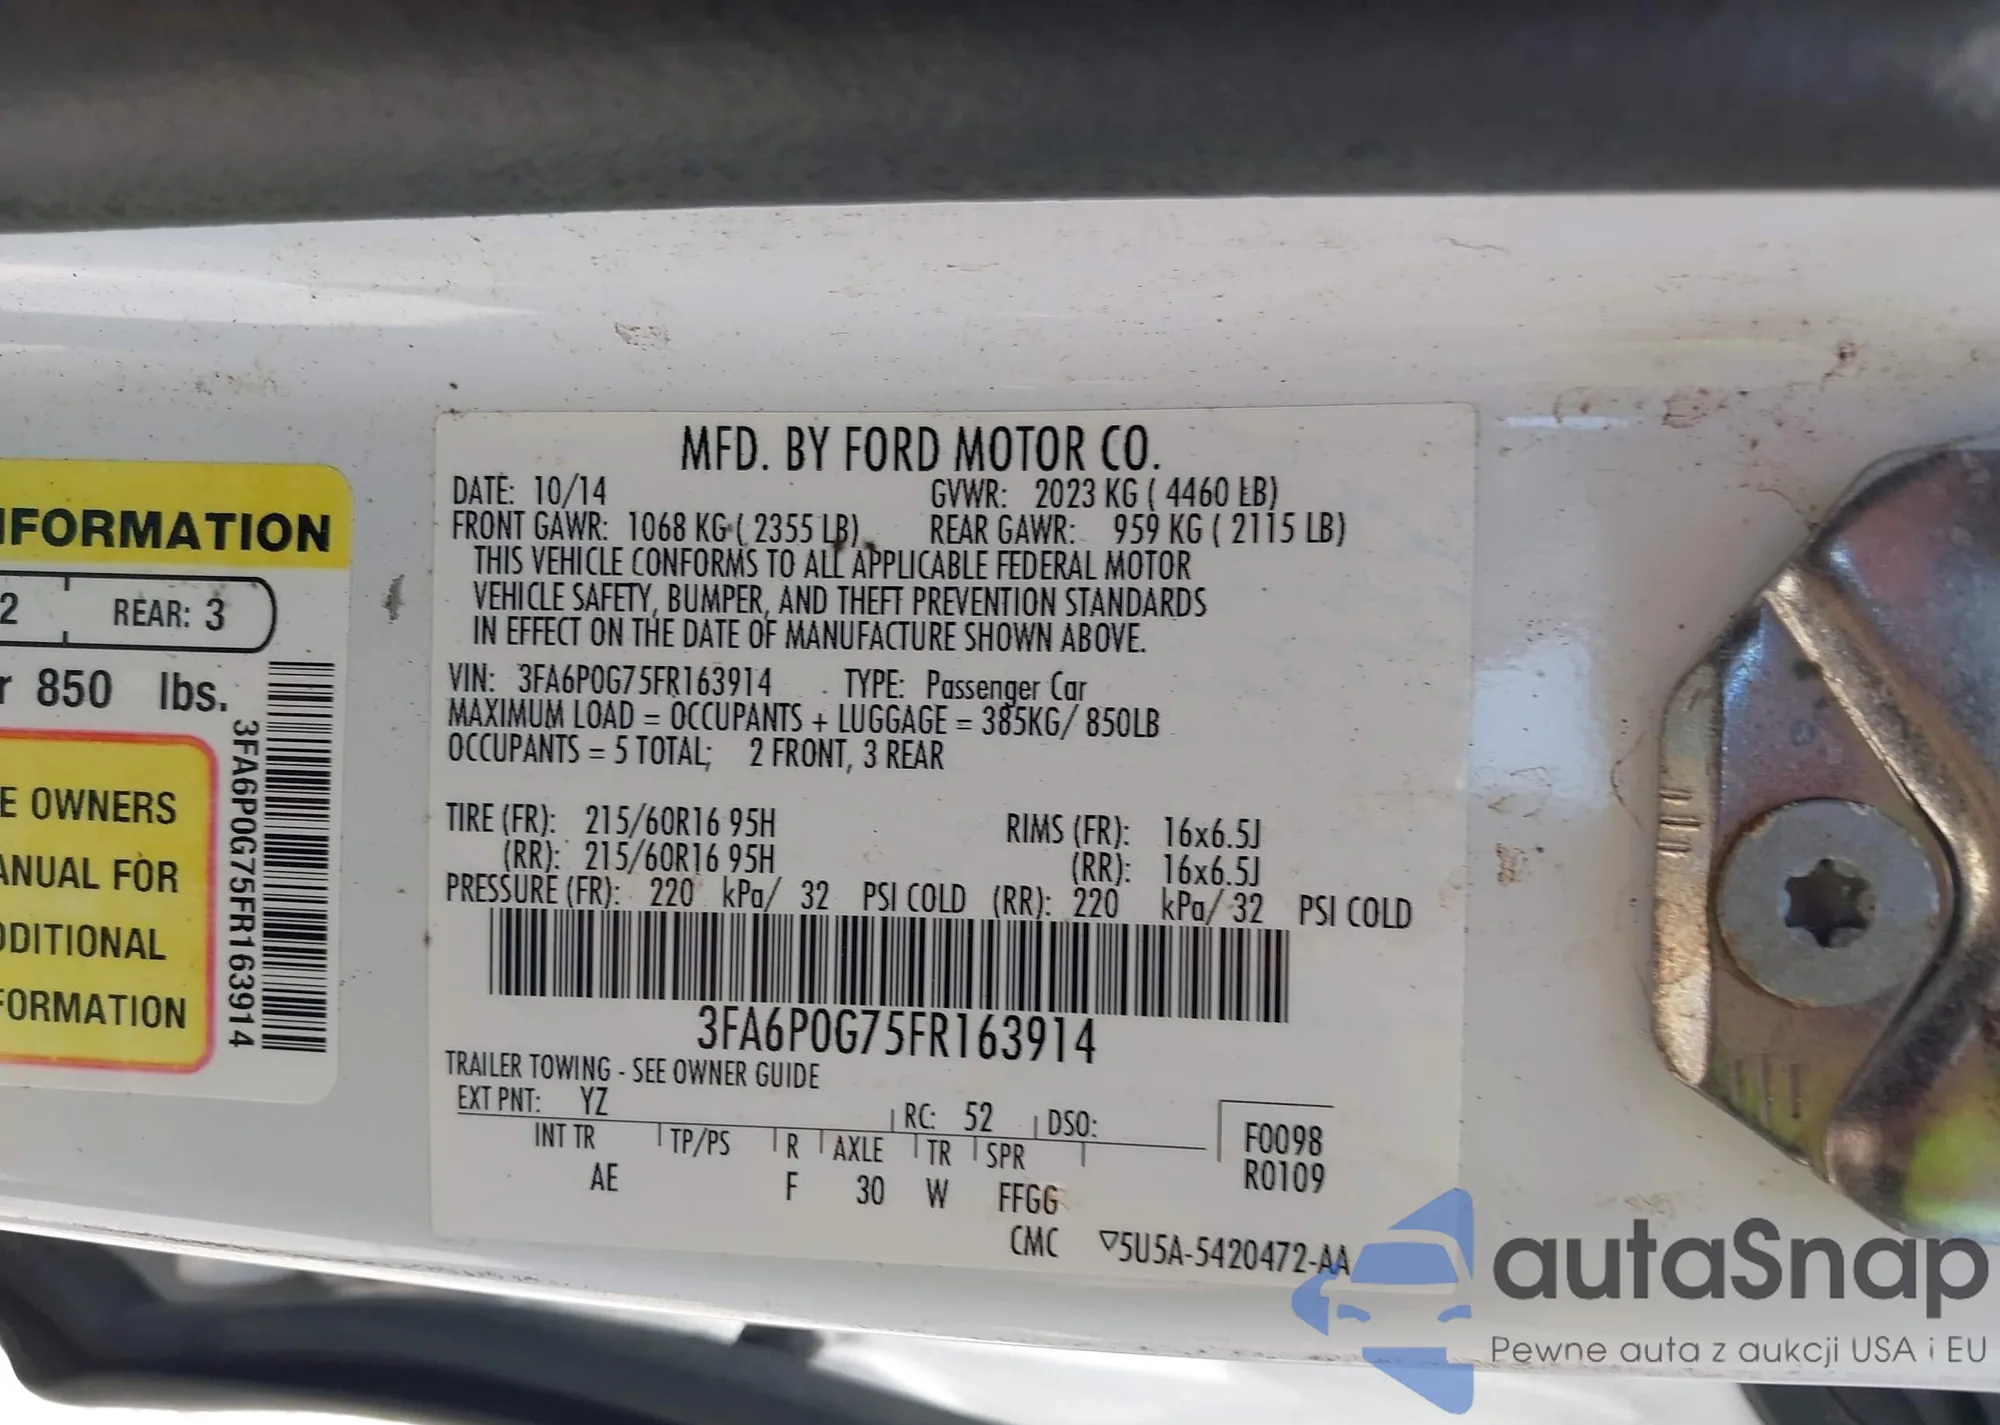 IFORMATION
2 REAR: 3
r 850 lbs.
E OWNERS
ANUAL FOR
DDITIONAL
FORMATION
3FA6P0G75FR163914
MFD. BY FORD MOTOR CO.
DATE: 10/14 GVWR: 2023 KG ( 4460 LB)
FRONT GAWR: 1068 KG ( 2355 LB) REAR GAWR: 959 KG ( 2115 LB)
THIS VEHICLE CONFORMS TO ALL APPLICABLE FEDERAL MOTOR
VEHICLE SAFETY, BUMPER, AND THEFT PREVENTION STANDARDS
IN EFFECT ON THE DATE OF MANUFACTURE SHOWN ABOVE.
VIN: 3FA6P0G75FR163914 TYPE: Passenger Car
MAXIMUM LOAD = OCCUPANTS + LUGGAGE = 385KG/ 850LB
OCCUPANTS = 5 TOTAL; 2 FRONT, 3 REAR
TIRE (FR): 215/60R16 95H RIMS (FR): 16x6.5J
(RR): 215/60R16 95H (RR): 16x6.5J
PRESSURE (FR): 220 kPa/ 32 PSI COLD (RR): 220 kPa/ 32 PSI COLD
3FA6P0G75FR163914
TRAILER TOWING - SEE OWNER GUIDE
EXT PNT: YZ RC: 52 DSO:
INT TR TP/PS R AXLE TR SPR F0098
AE F 30 W FFGG R0109
CMC ▽5U5A-5420472-AA
autaSnap
Pewne auta z aukcji USA i EU